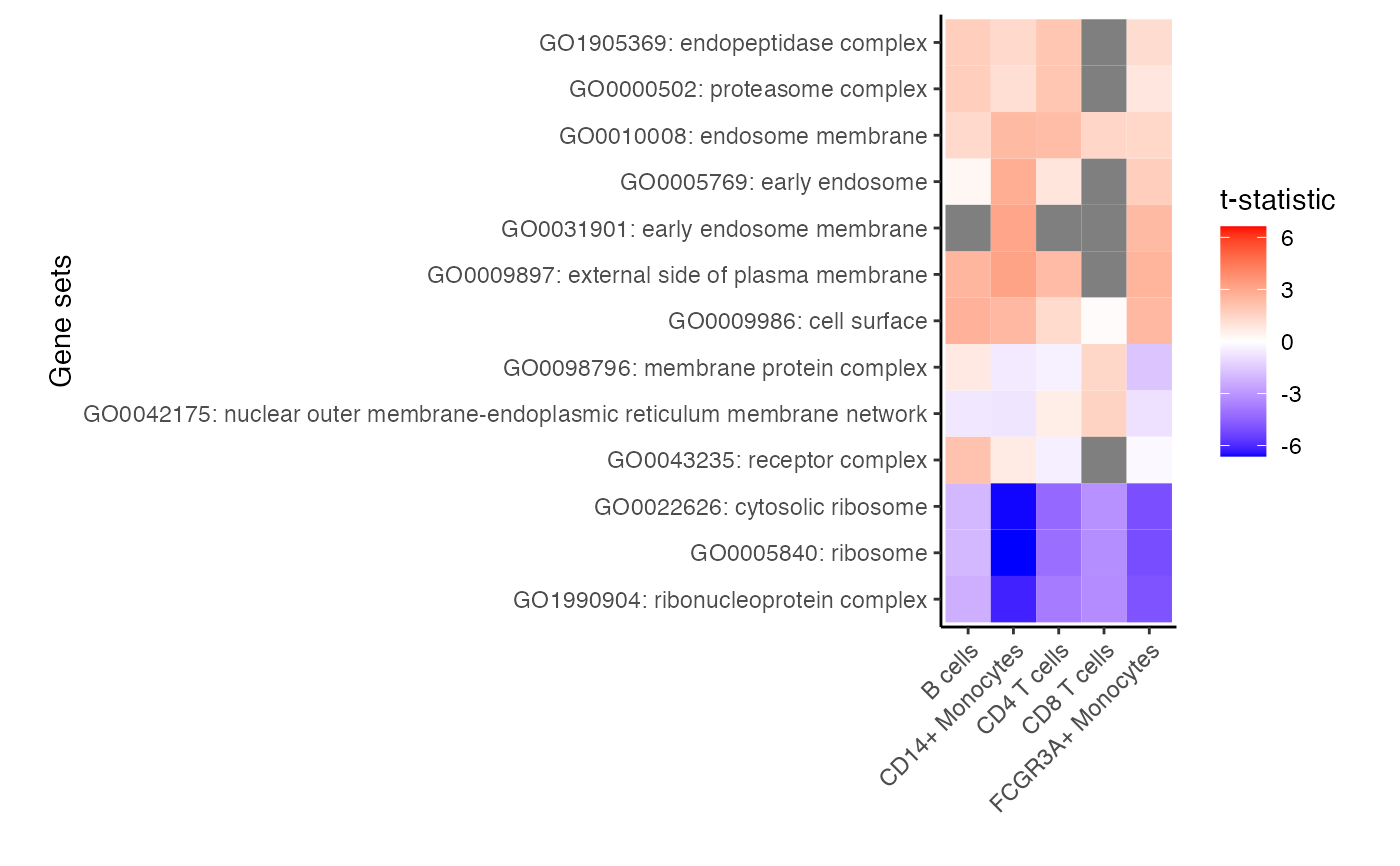 GO1905369: endopeptidase complex
GO0000502: proteasome complex
GO0010008: endosome membrane
GO0005769: early endosome
GO0031901: early endosome membrane
GO0009897: external side of plasma membrane
GO0009986: cell surface
GO0098796: membrane protein complex
GO0042175: nuclear outer membrane-endoplasmic reticulum membrane network
GO0043235: receptor complex
GO0022626: cytosolic ribosome
GO0005840: ribosome
GO1990904: ribonucleoprotein complex
Gene sets
B cells
CD14+ Monocytes
CD4 T cells
CD8 T cells
FCGR3A+ Monocytes
t-statistic
6
3
0
-3
-6